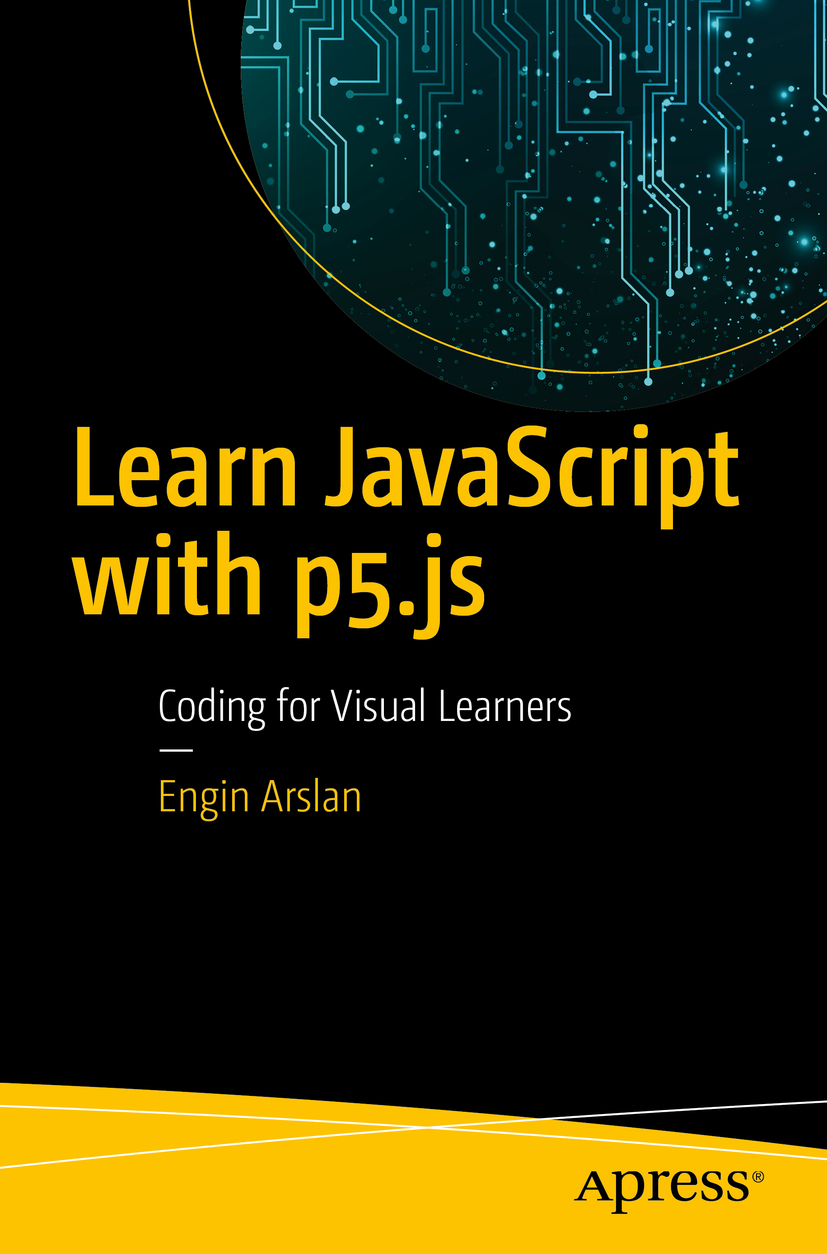 Learn JavaScript
with p5.js
Coding for Visual Learners
—
Engin Arslan
Apress®